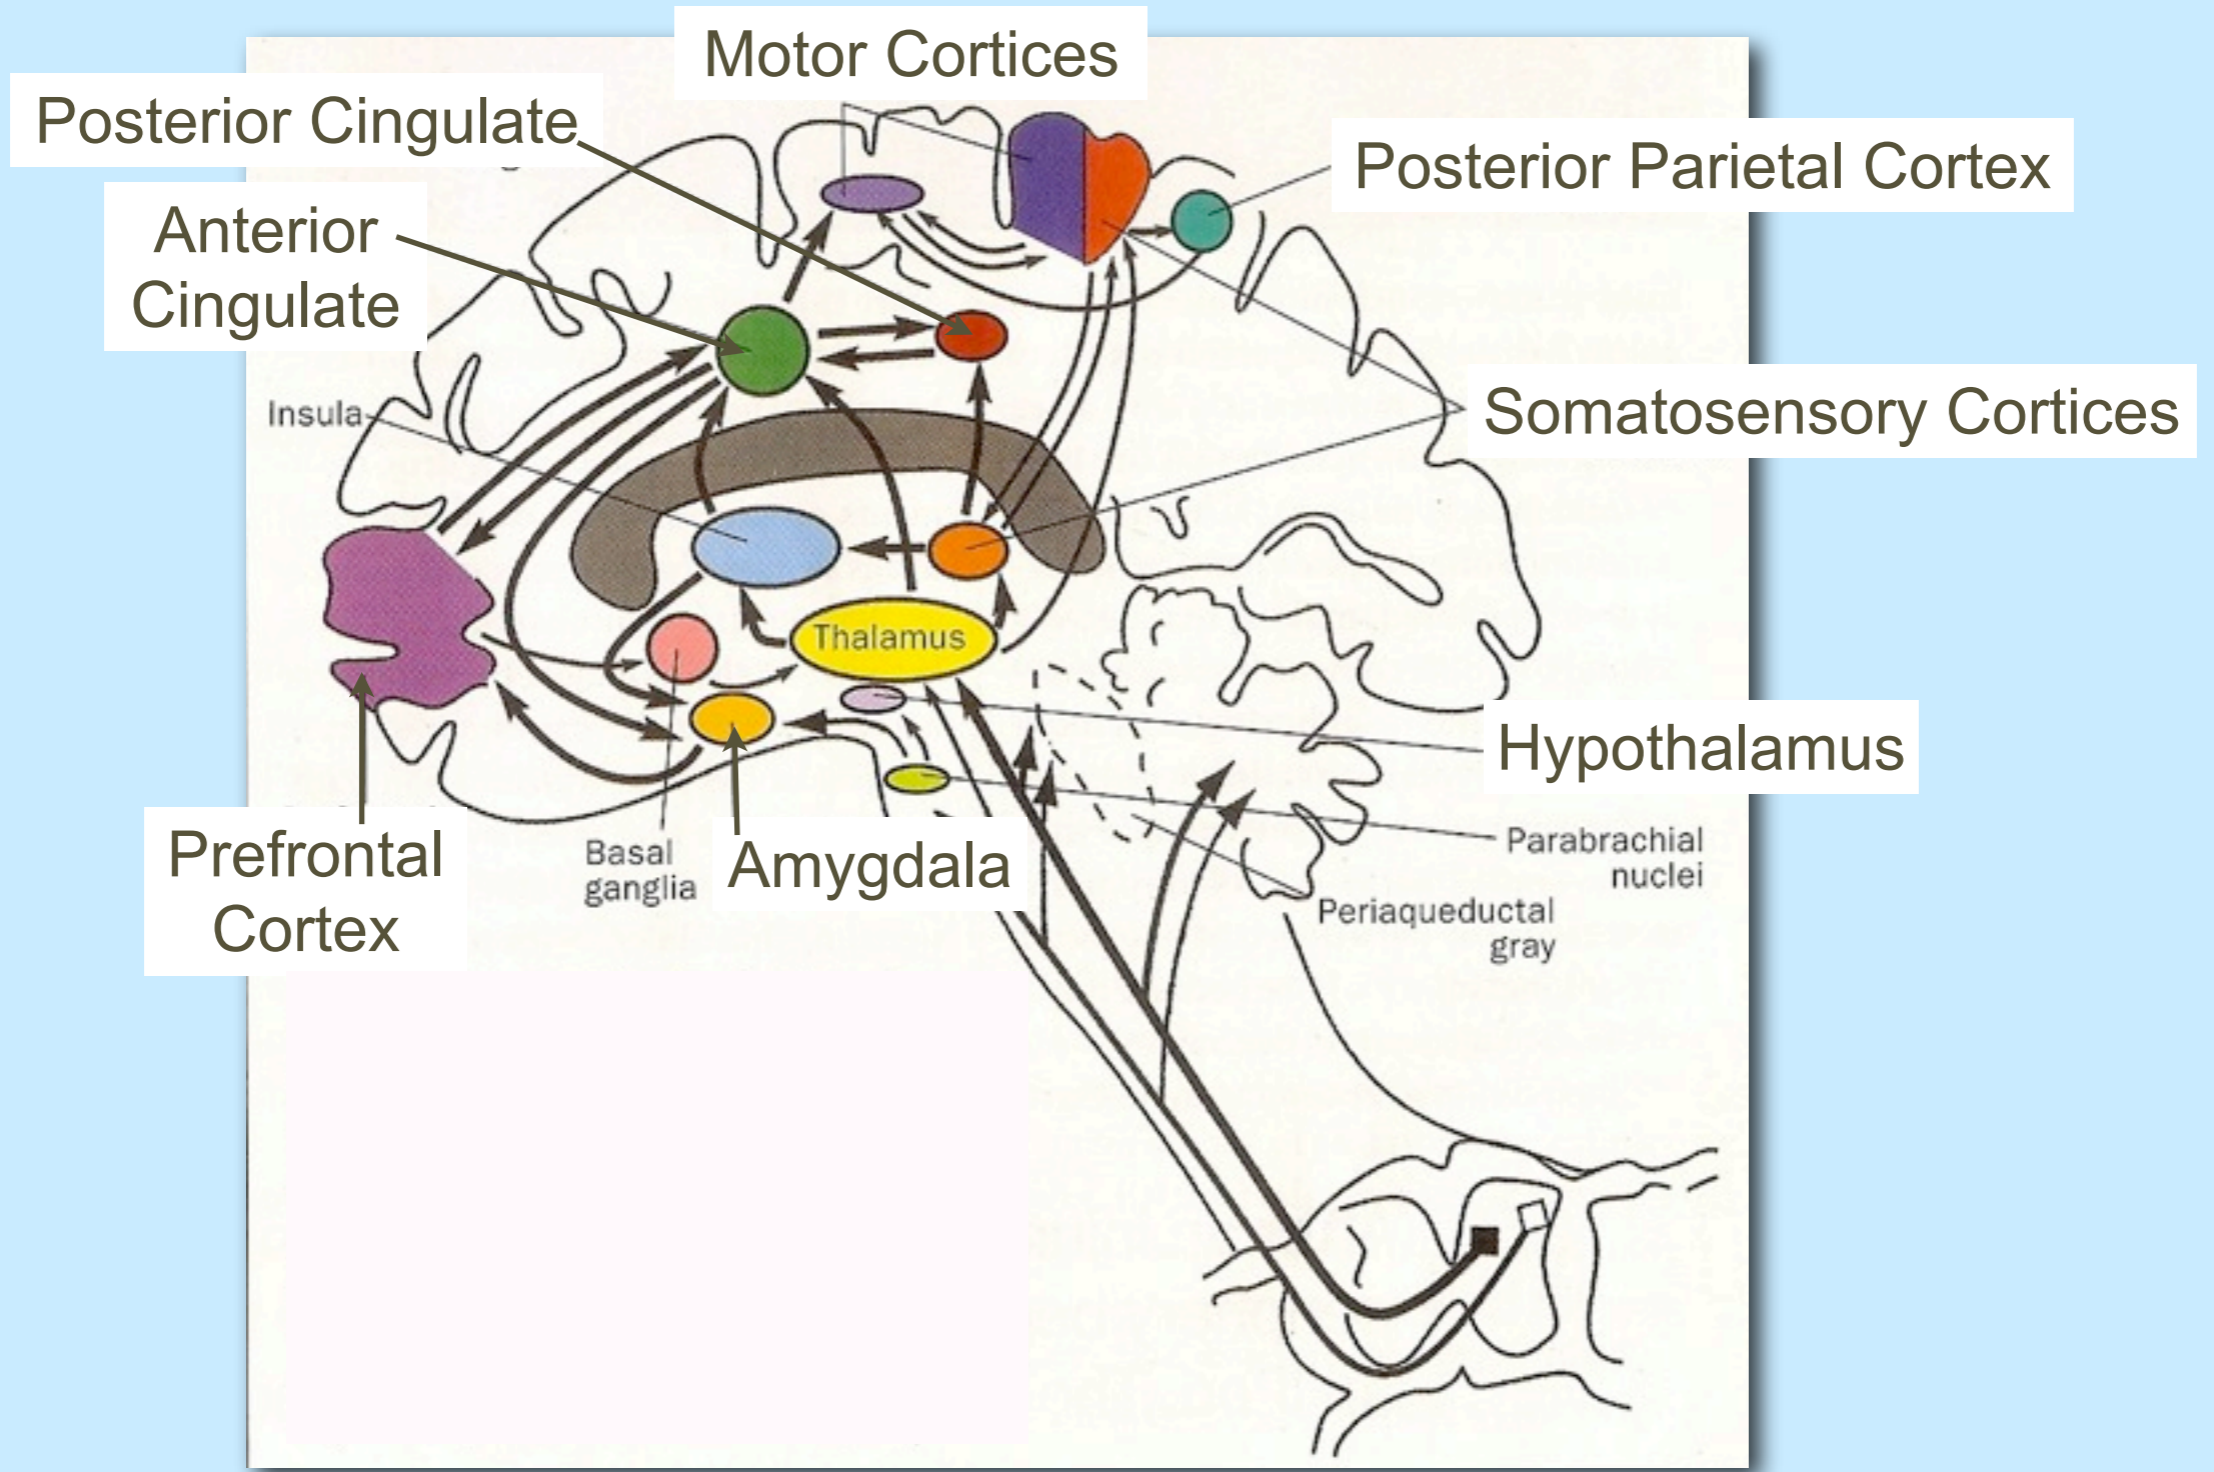 Motor Cortices
Posterior Cingulate
Posterior Parietal Cortex
Anterior
Cingulate
Insula
Somatosensory Cortices
Thalamus
Hypothalamus
Prefrontal
Cortex
Basal
ganglia
Amygdala
Parabrachial
nuclei
Periaqueductal
gray